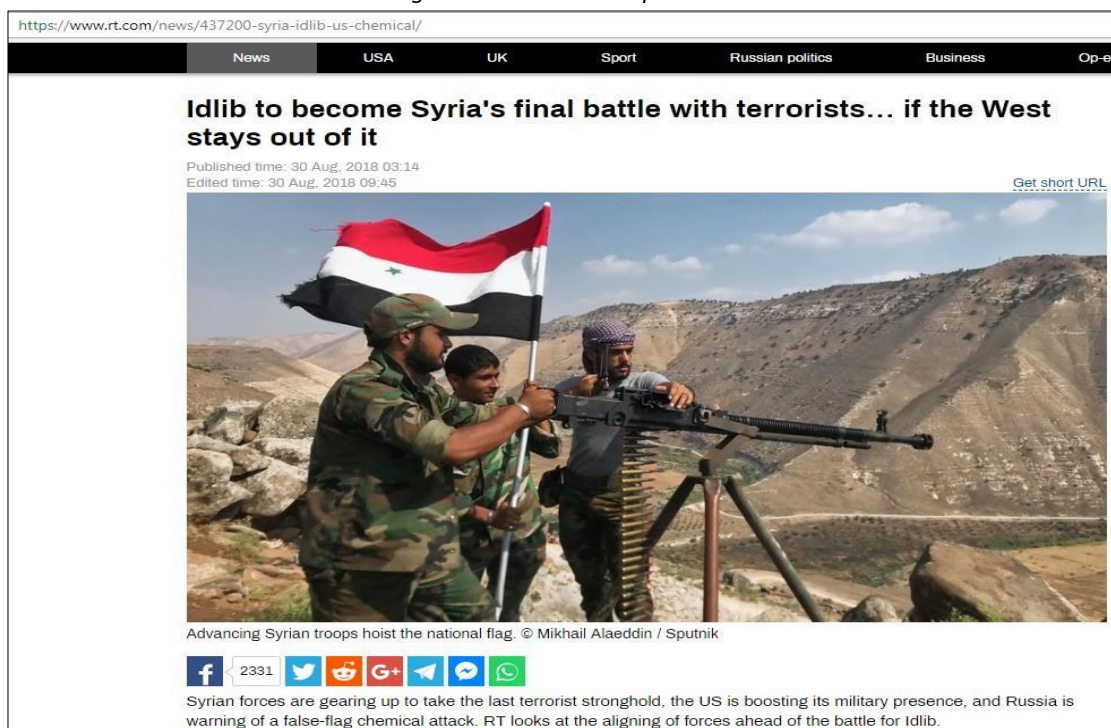 https://www.rt.com/news/437200-syria-idlib-us-chemical/
News USA UK Sport Russian politics Business Op-e
Idlib to become Syria's final battle with terrorists... if the West
stays out of it
Published time: 30 Aug, 2018 03:14
Edited time: 30 Aug, 2018 09:45
Get short URL
Advancing Syrian troops hoist the national flag. © Mikhail Alaeddin / Sputnik
f 2331 G+
Syrian forces are gearing up to take the last terrorist stronghold, the US is boosting its military presence, and Russia is
warning of a false-flag chemical attack. RT looks at the aligning of forces ahead of the battle for Idlib.